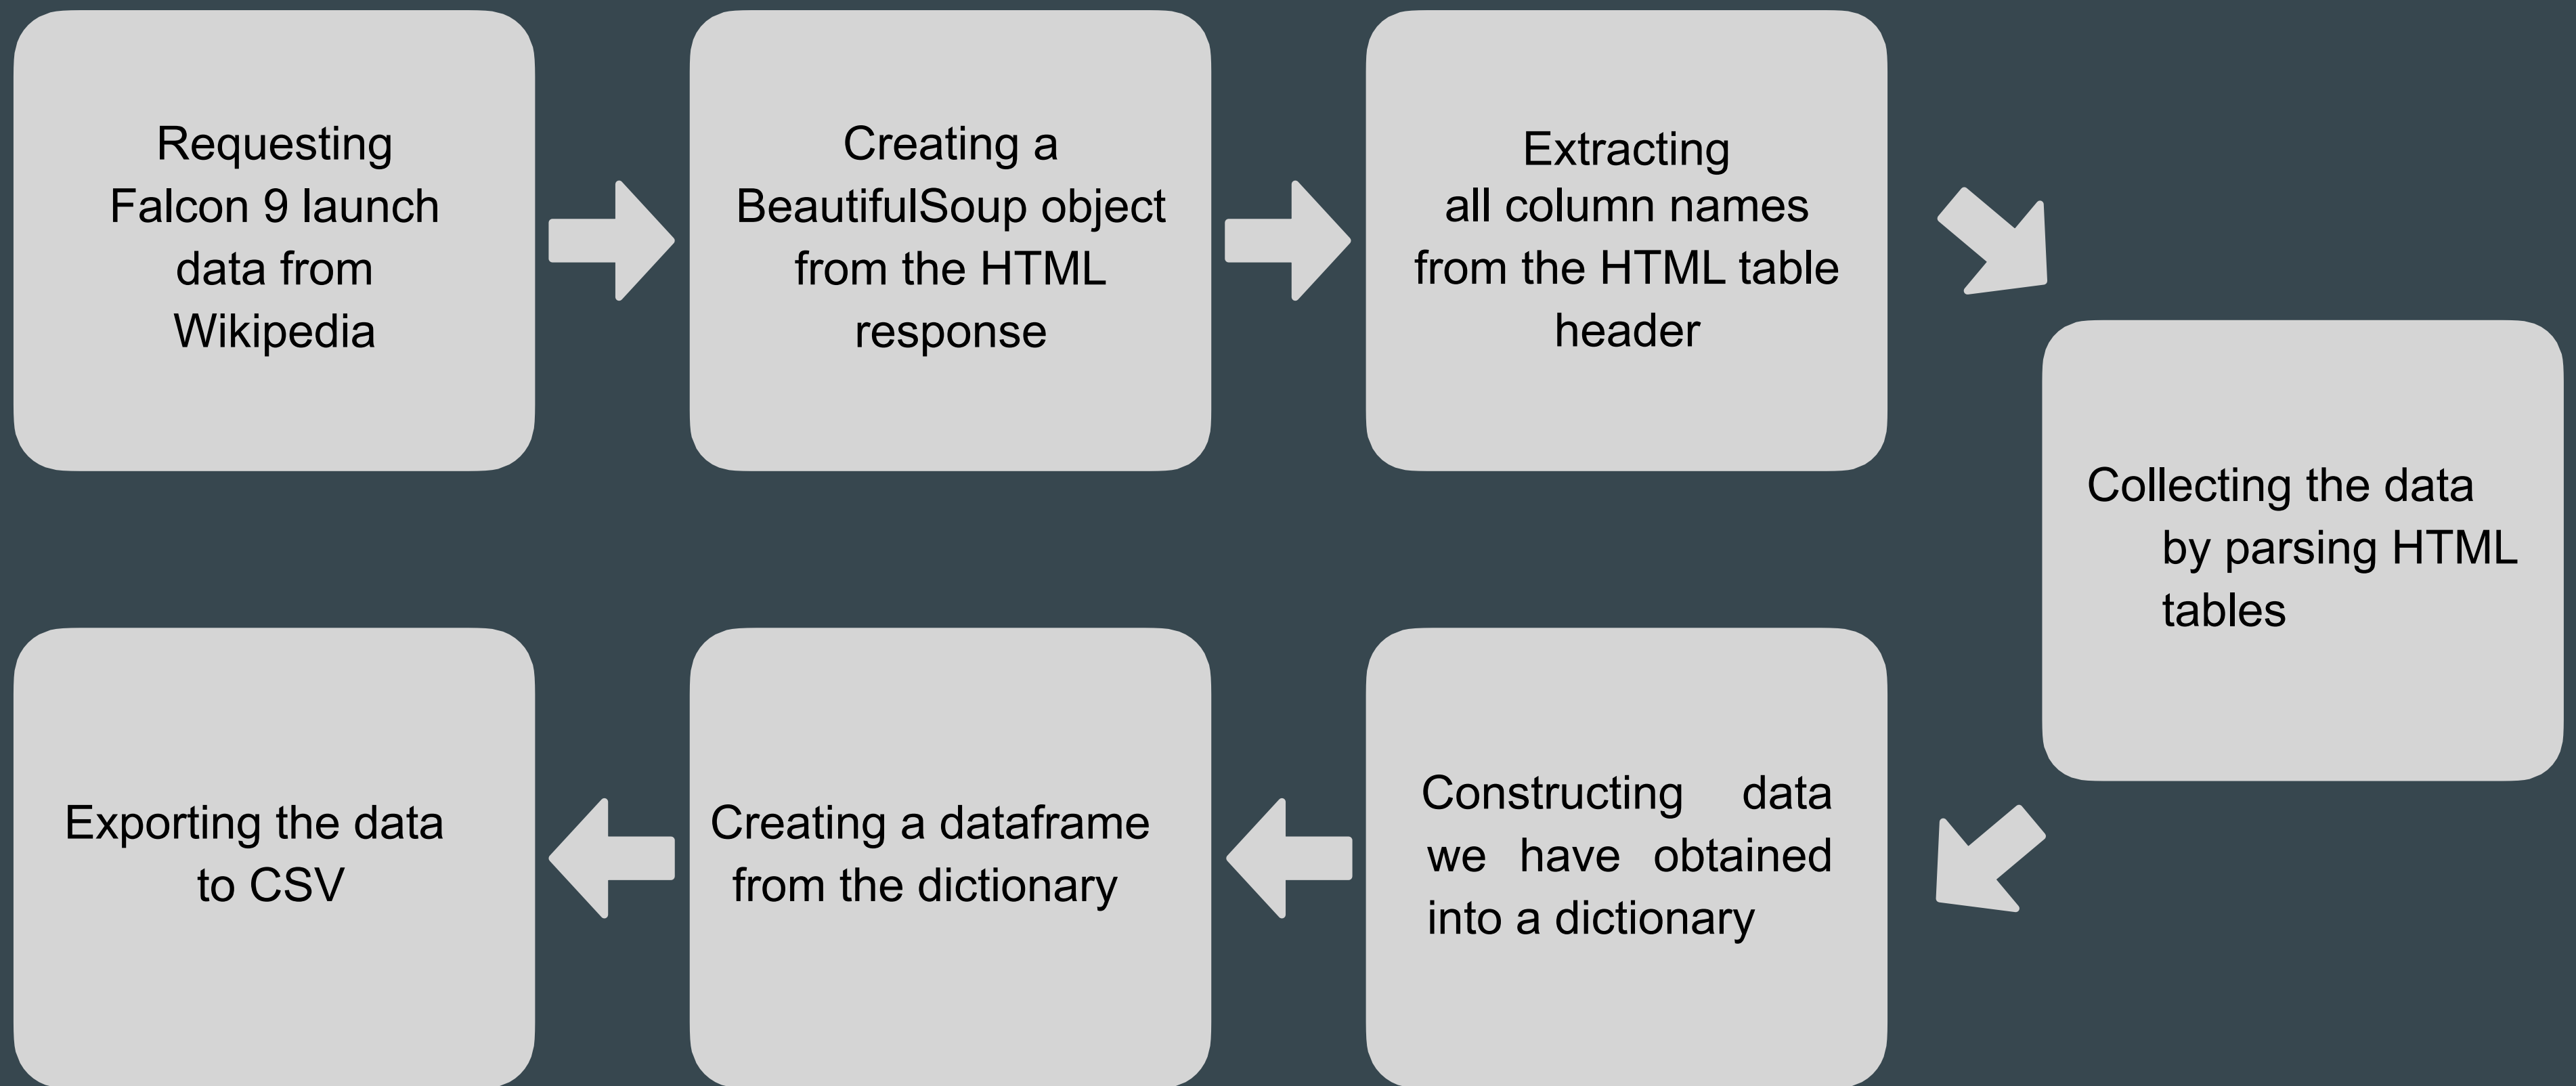 Requesting
Falcon 9 launch
data from
Wikipedia
Creating a
BeautifulSoup object
from the HTML
response
Extracting
all column names
from the HTML table
header
Collecting the data
by parsing HTML
tables
Constructing data
we have obtained
into a dictionary
Creating a dataframe
from the dictionary
Exporting the data
to CSV